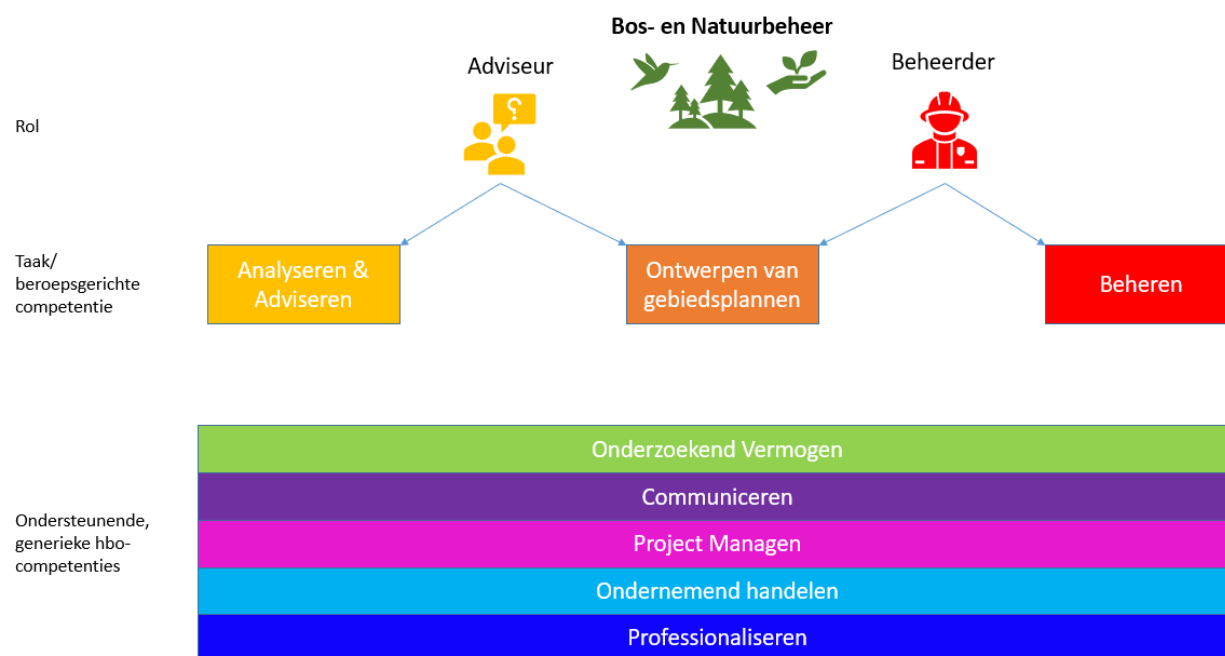 Bos- en Natuurbeheer
Adviseur
Beheerder
Rol
?
Taak/
beroepsgerichte
competentie
Analyseren &
Adviseren
Ontwerpen van
gebiedsplannen
Beheren
Ondersteunende,
generieke hbo-
competenties
Onderzoekend Vermogen
Communiceren
Project Managen
Ondernemend handelen
Professionaliseren